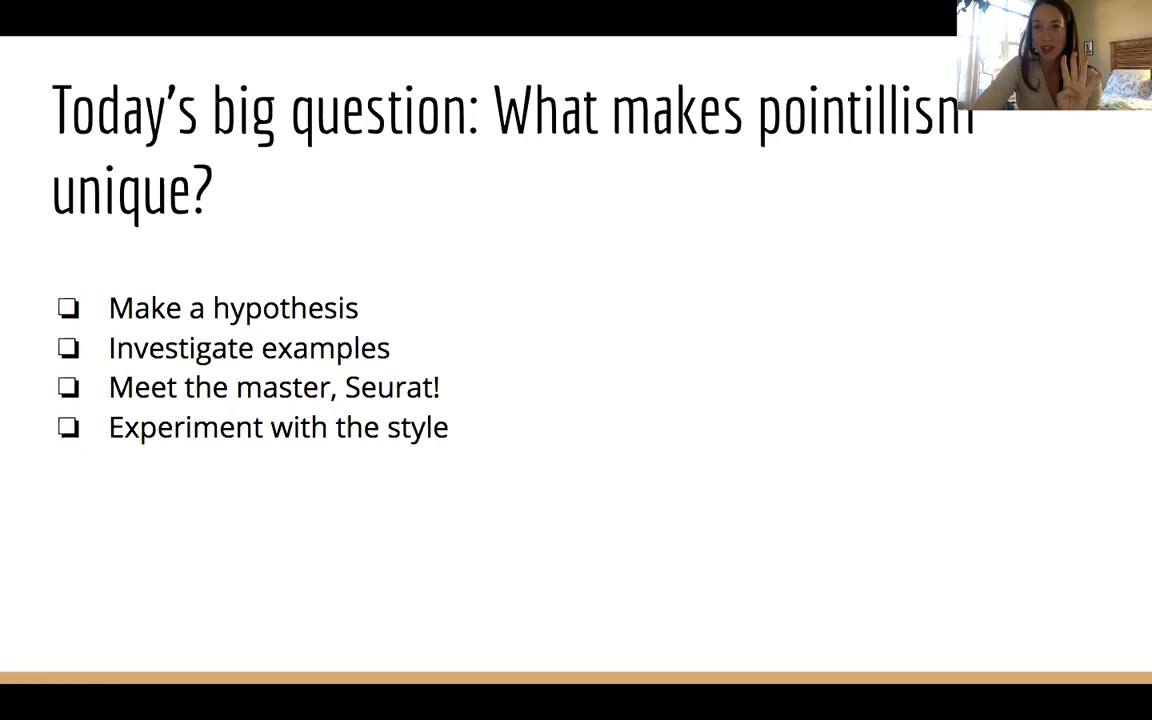 Today's big question: What makes pointillism
unique?
Make a hypothesis
Investigate examples
Meet the master, Seurat!
Experiment with the style